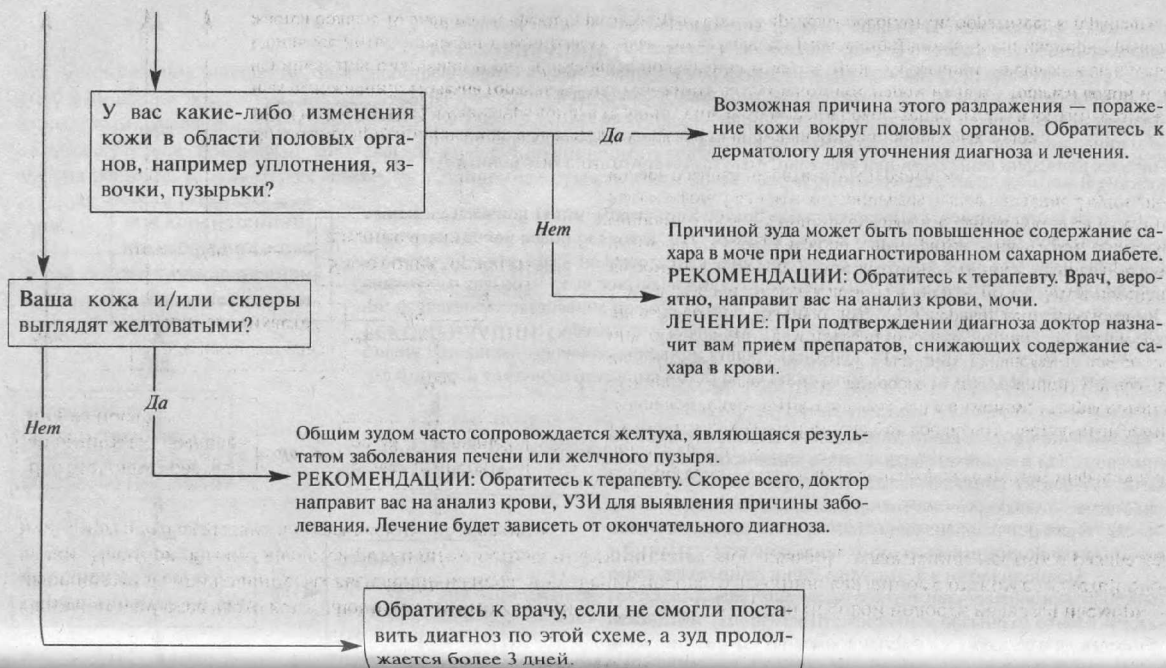 У вас какие-либо изменения
кожи в области половых орга-
нов, например уплотнения, яз-
вочки, пузырьки?
Да
Возможная причина этого раздражения — пораже-
ние кожи вокруг половых органов. Обратитесь к
дерматологу для уточнения диагноза и лечения.
Нет
Причиной зуда может быть повышенное содержание са-
хара в моче при недиагностированном сахарном диабете.
РЕКОМЕНДАЦИИ: Обратитесь к терапевту. Врач, веро-
ятно, направит вас на анализ крови, мочи.
ЛЕЧЕНИЕ: При подтверждении диагноза доктор назна-
чит вам прием препаратов, снижающих содержание са-
хара в крови.
Ваша кожа и/или склеры
выглядят желтоватыми?
Да
Нет
Общим зудом часто сопровождается желтуха, являющаяся резуль-
татом заболевания печени или желчного пузыря.
РЕКОМЕНДАЦИИ: Обратитесь к терапевту. Скорее всего, доктор
направит вас на анализ крови, УЗИ для выявления причины забо-
левания. Лечение будет зависеть от окончательного диагноза.
Обратитесь к врачу, если не смогли поста-
вить диагноз по этой схеме, а зуд продол-
жается более 3 дней.